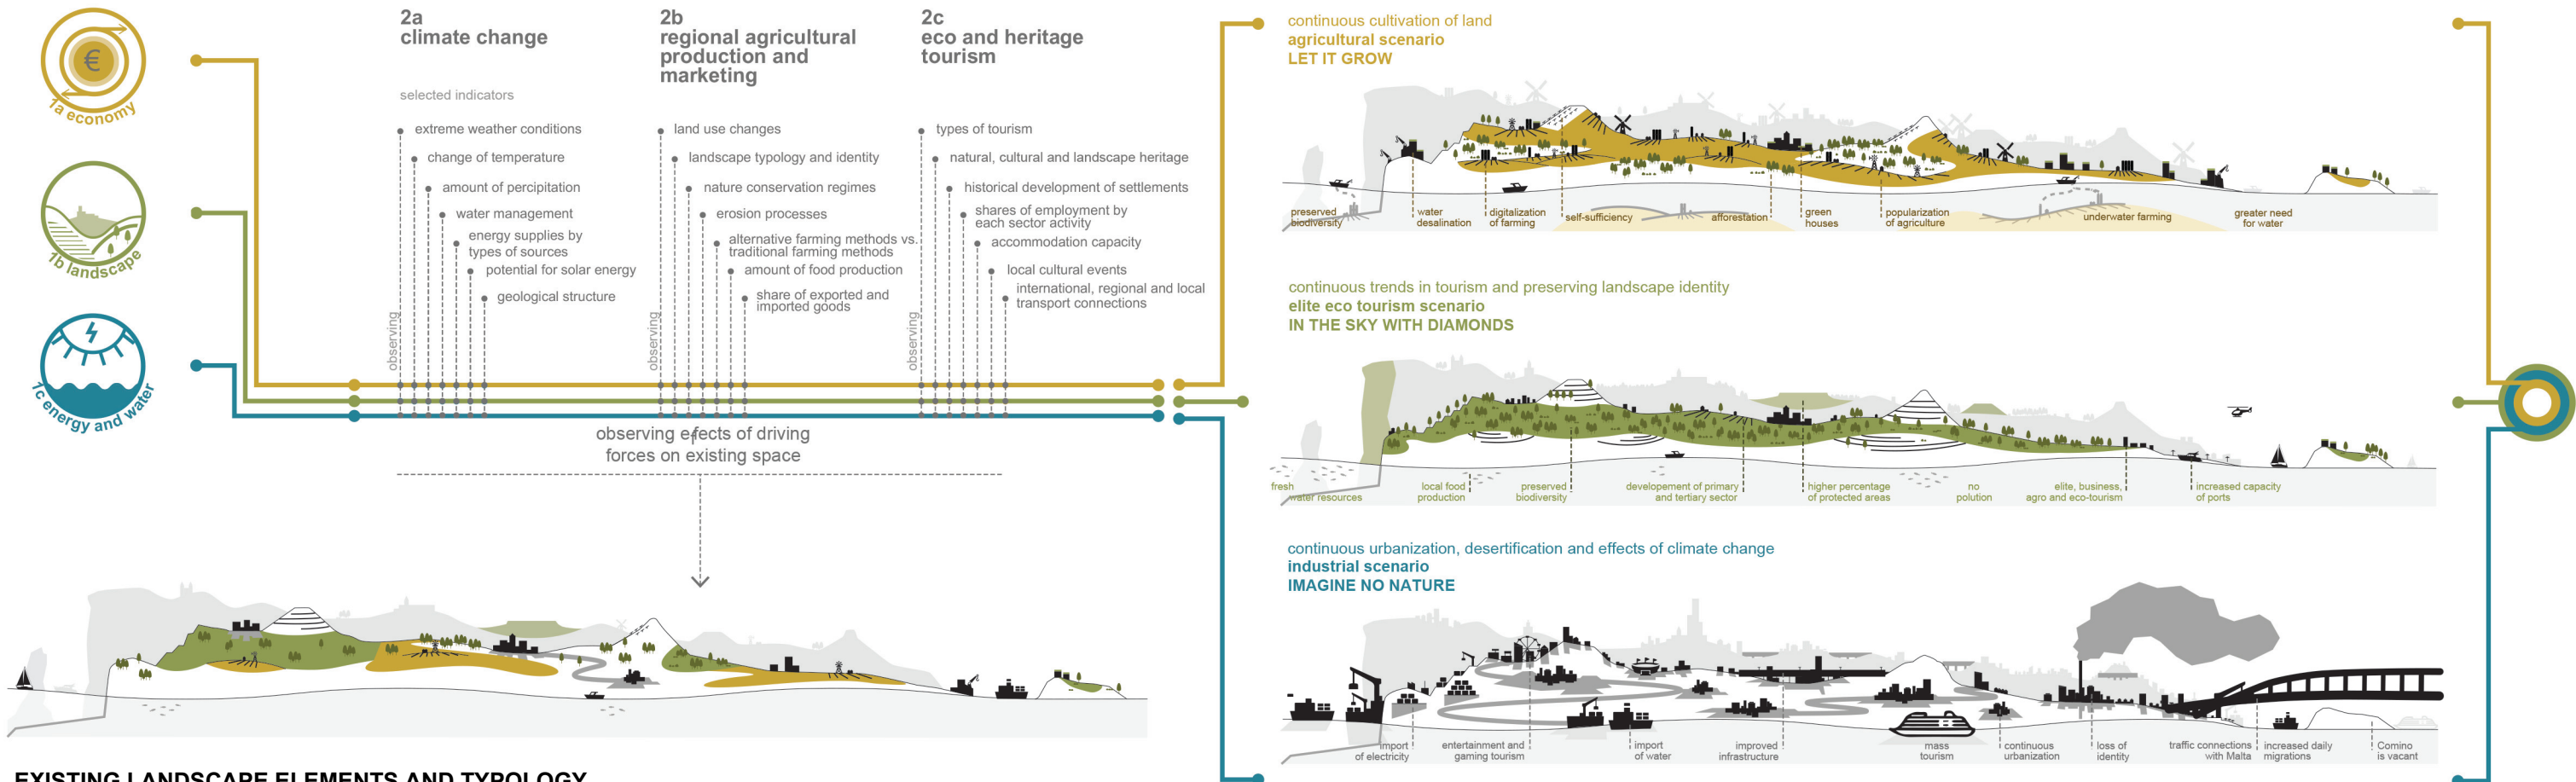 1a economy
1b landscape
1c energy and water
2a
climate change
selected indicators
extreme weather conditions
change of temperature
amount of percipitation
water management
energy supplies by
types of sources
potential for solar energy
geological structure
observing
2b
regional agricultural
production and
marketing
land use changes
landscape typology and identity
nature conservation regimes
erosion processes
alternative farming methods vs.
traditional farming methods
amount of food production
share of exported and
imported goods
observing
2c
eco and heritage
tourism
types of tourism
natural, cultural and landscape heritage
historical development of settlements
shares of employment by
each sector activity
accommodation capacity
local cultural events
international, regional and local
transport connections
observing
observing effects of driving
forces on existing space
EXISTING LANDSCAPE ELEMENTS AND TYPOLOGY
continuous cultivation of land
agricultural scenario
LET IT GROW
preserved
biodiversity
water
desalination
digitalization
of farming
self-sufficiency
afforestation
green
houses
popularization
of agriculture
underwater farming
greater need
for water
continuous trends in tourism and preserving landscape identity
elite eco tourism scenario
IN THE SKY WITH DIAMONDS
fresh
water resources
local food
production
preserved
biodiversity
developement of primary
and tertiary sector
higher percentage
of protected areas
no
polution
elite, business,
agro and eco-tourism
increased capacity
of ports
continuous urbanization, desertification and effects of climate change
industrial scenario
IMAGINE NO NATURE
import
of electricity
entertainment and
gaming tourism
import
of water
improved
infrastructure
mass
tourism
continuous
urbanization
loss of
identity
traffic connections
with Malta
increased daily
migrations
Comino
is vacant